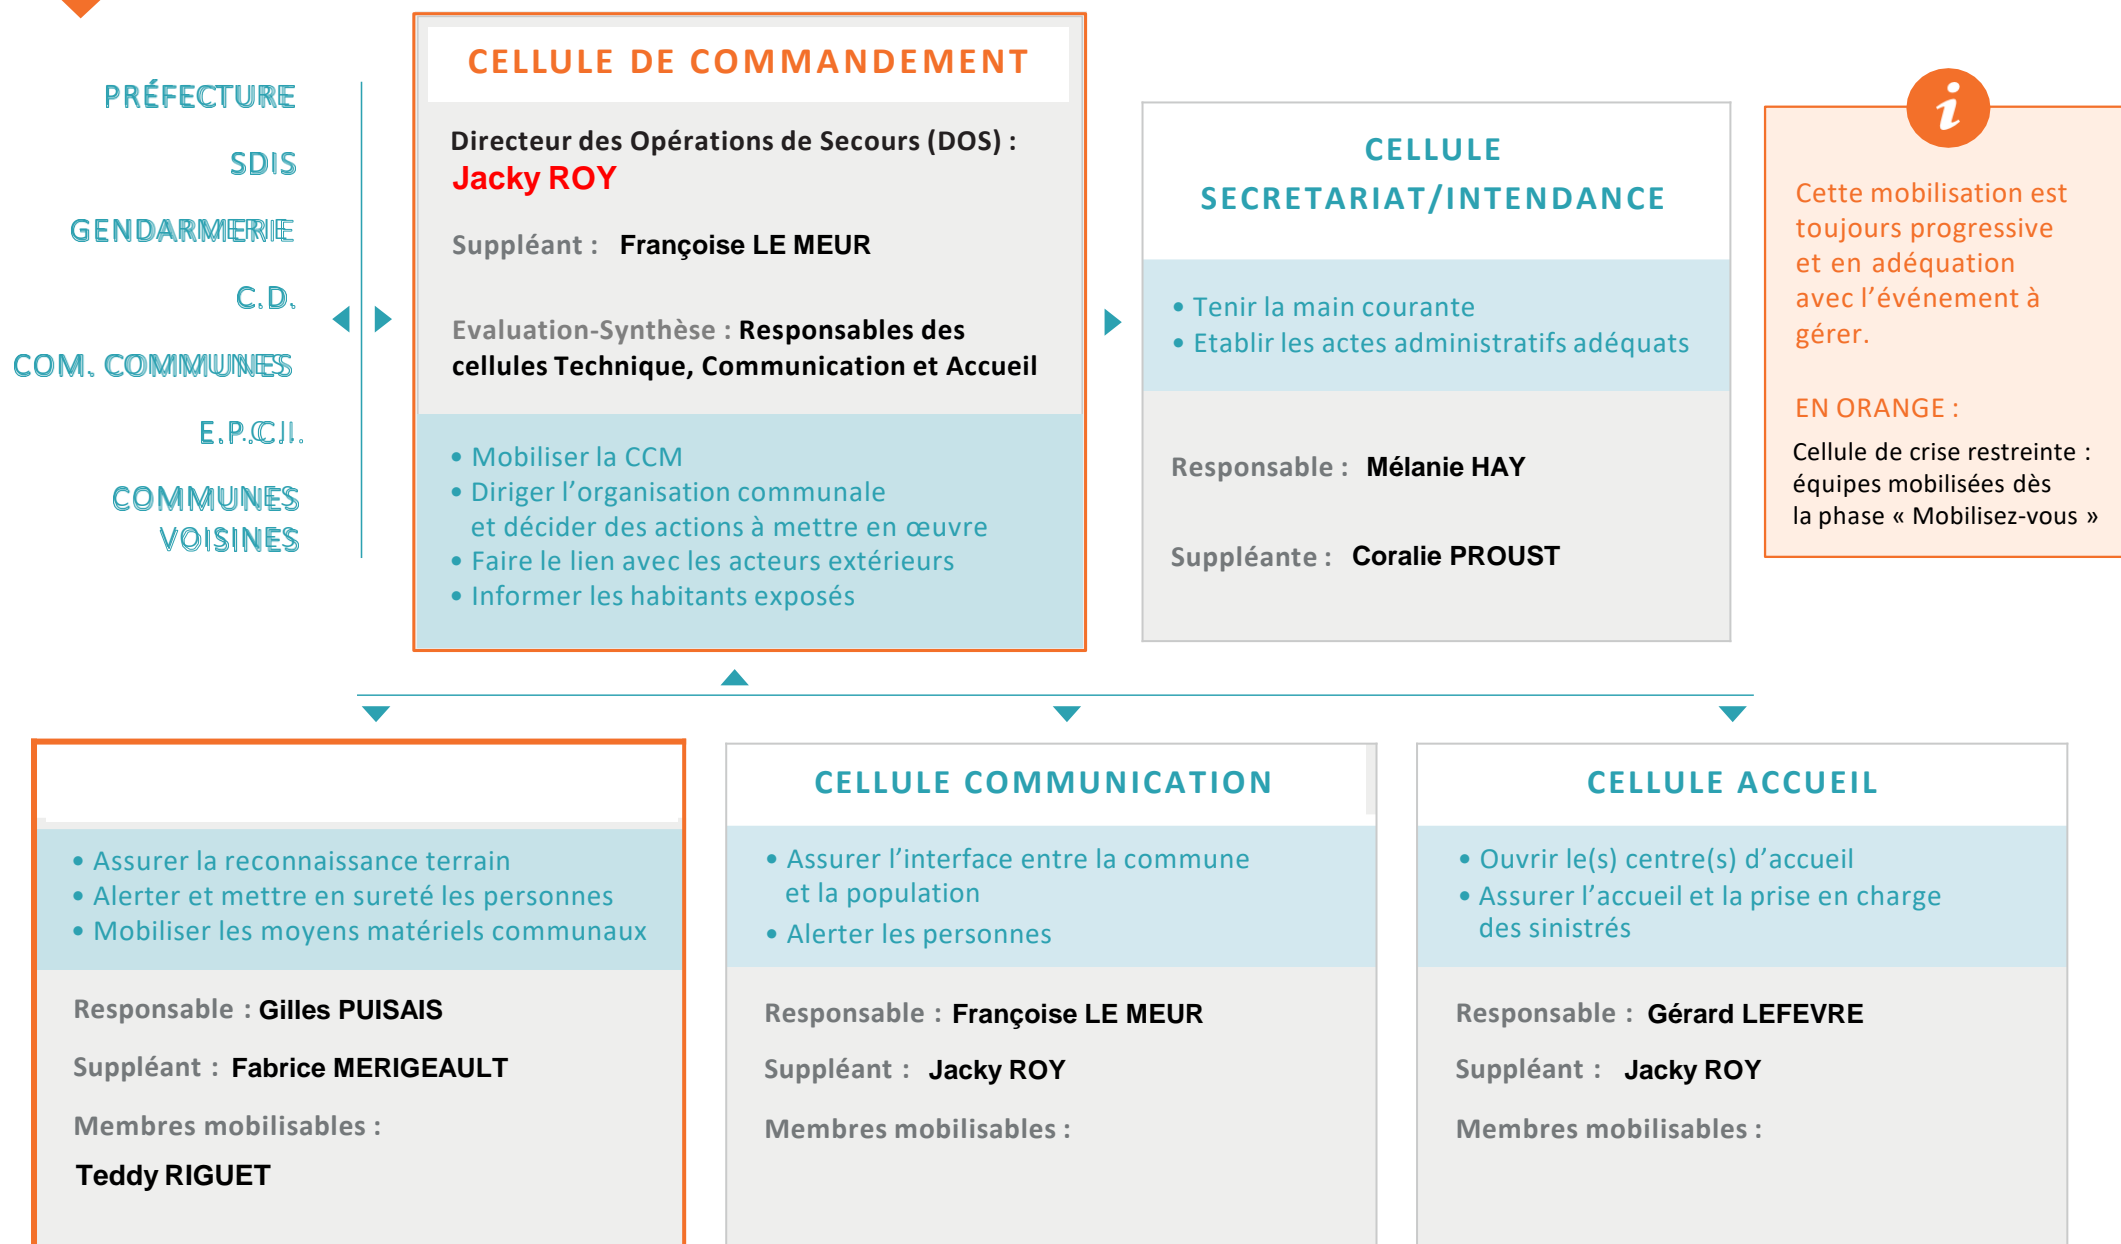 PRÉFECTURE
SDIS
GENDARMERIE
C.D.
COM. COMMUNES
E.P.C.I.
COMMUNES
VOISINES
CELLULE DE COMMANDEMENT
Directeur des Opérations de Secours (DOS) :
Jacky ROY
Suppléant : Françoise LE MEUR
Evaluation-Synthèse : Responsables des
cellules Technique, Communication et Accueil
• Mobiliser la CCM
• Diriger l’organisation communale
et décider des actions à mettre en œuvre
• Faire le lien avec les acteurs extérieurs
• Informer les habitants exposés
CELLULE
SECRETARIAT/INTENDANCE
• Tenir la main courante
• Etablir les actes administratifs adéquats
Responsable : Mélanie HAY
Suppléante : Coralie PROUST
i
Cette mobilisation est
toujours progressive
et en adéquation
avec l’événement à
gérer.
EN ORANGE :
Cellule de crise restreinte :
équipes mobilisées dès
la phase « Mobilisez-vous »
• Assurer la reconnaissance terrain
• Alerter et mettre en sureté les personnes
• Mobiliser les moyens matériels communaux
Responsable : Gilles PUISAIS
Suppléant : Fabrice MERIGEAULT
Membres mobilisables :
Teddy RIGUET
CELLULE COMMUNICATION
• Assurer l’interface entre la commune
et la population
• Alerter les personnes
Responsable : Françoise LE MEUR
Suppléant : Jacky ROY
Membres mobilisables :
CELLULE ACCUEIL
• Ouvrir le(s) centre(s) d’accueil
• Assurer l’accueil et la prise en charge
des sinistrés
Responsable : Gérard LEFEVRE
Suppléant : Jacky ROY
Membres mobilisables :